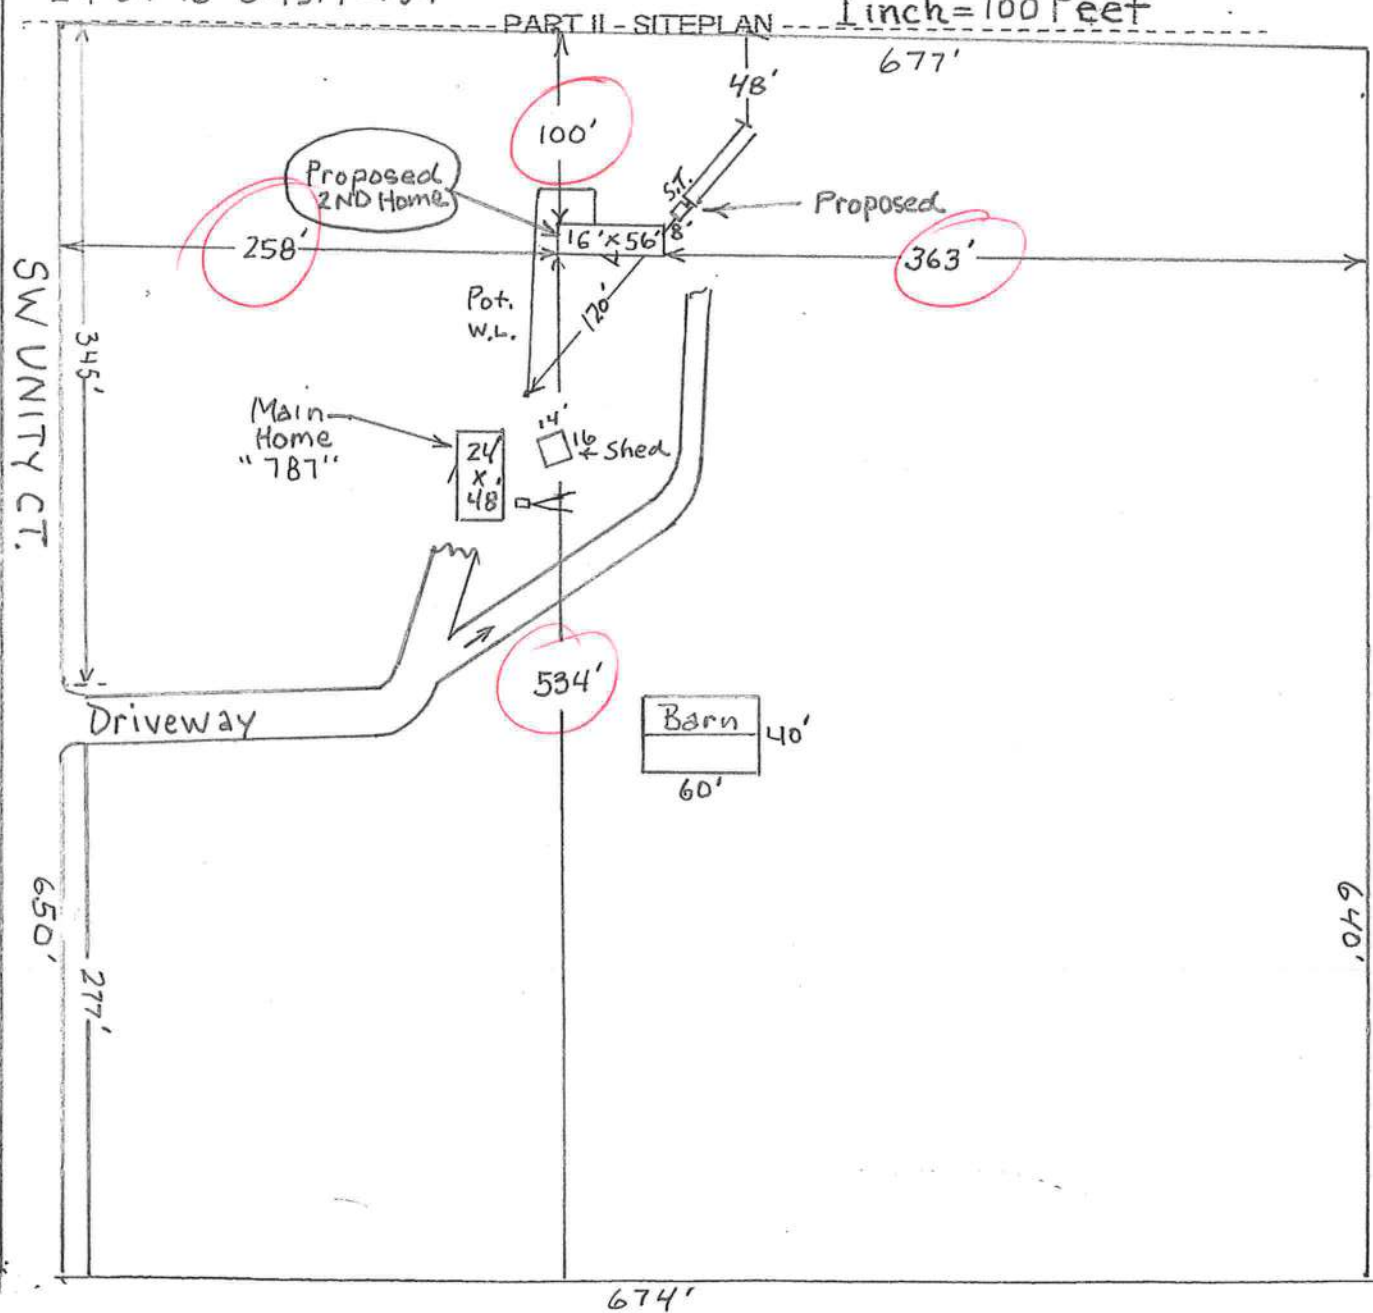 PART II - SITEPLAN
1 inch = 100 Feet
677'
48'
100'
Proposed
2ND Home
S.T.
Proposed
8'
16' x 56'
258'
363'
Pot.
W.L.
120'
SW UNITY CT.
345'
Main
Home
"787"
24'
x
48'
14'
16
Shed
534'
Driveway
Barn
40'
60'
650'
277'
640'
674'